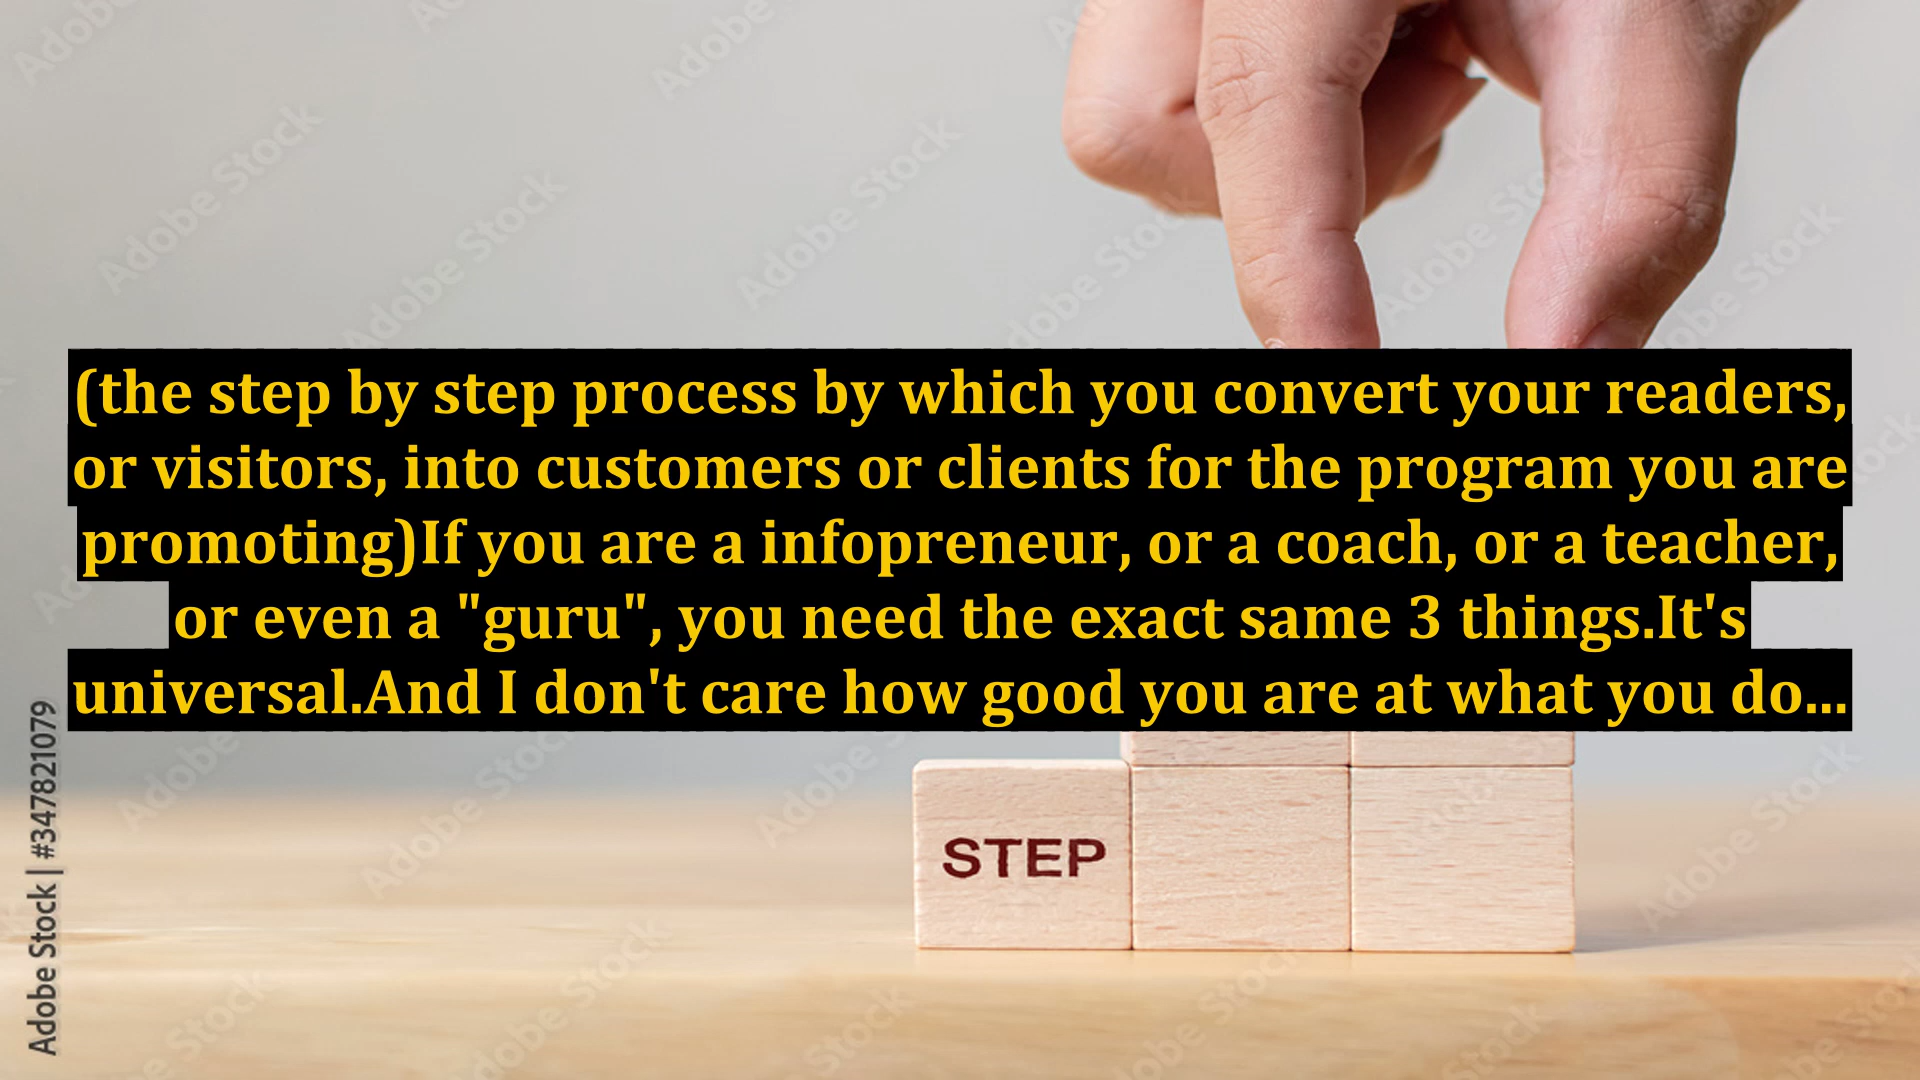 (the step by step process by which you convert your readers,
or visitors, into customers or clients for the program you are
promoting)If you are a infopreneur, or a coach, or a teacher,
or even a "guru", you need the exact same 3 things.It's
universal.And I don't care how good you are at what you do...
STEP
Adobe Stock | #347821079
Adobe Stock